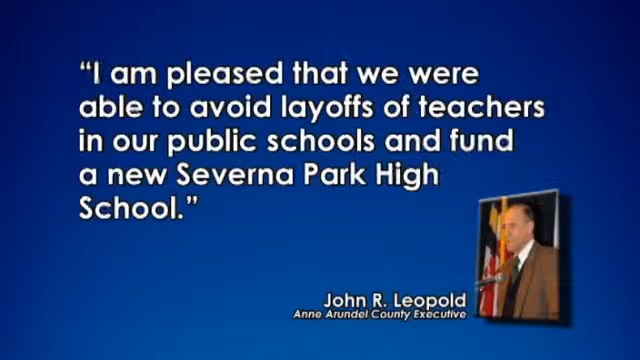 “I am pleased that we were
able to avoid layoffs of teachers
in our public schools and fund
a new Severna Park High
School.”
John R. Leopold
Anne Arundel County Executive